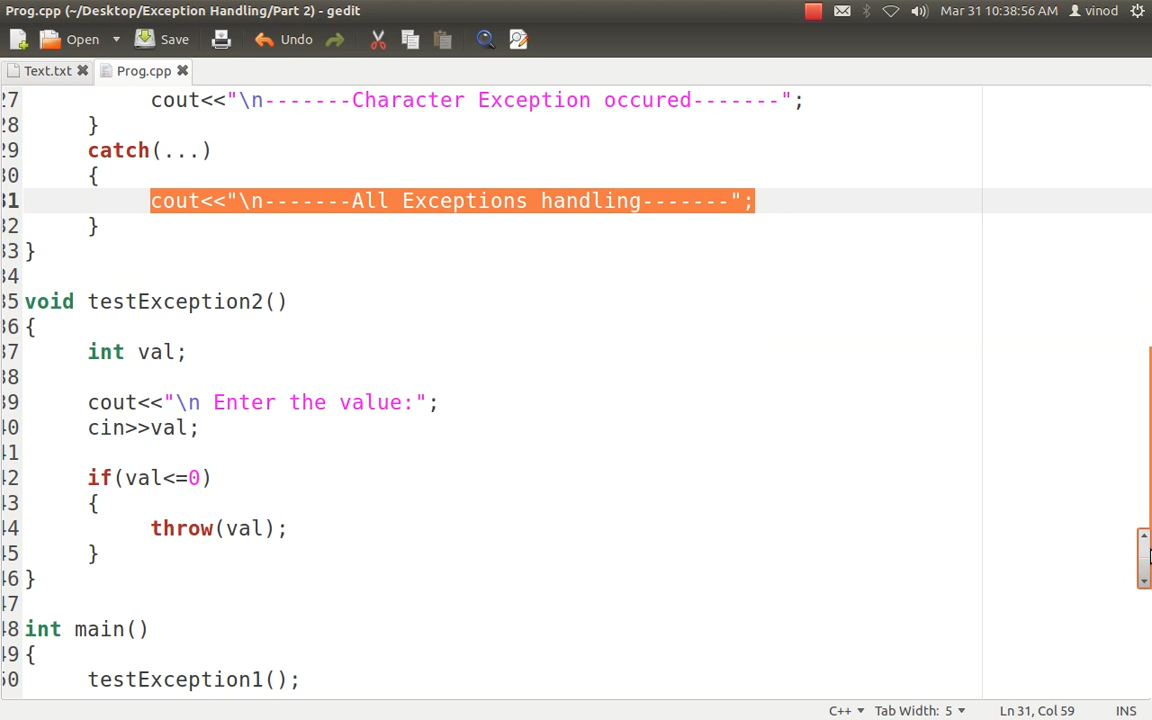 Prog.cpp (~/Desktop/Exception Handling/Part 2) - gedit
Mar 31 10:38:56 AM vinod
Open Save Undo
Text.txt Prog.cpp
27 cout<<"\n-------Character Exception occured-------";
28 }
29 catch(...)
30 {
31 cout<<"\n-------All Exceptions handling-------";
32 }
33 }
34
35 void testException2()
36 {
37 int val;
38
39 cout<<"\n Enter the value:";
40 cin>>val;
41
42 if(val<=0)
43 {
44 throw(val);
45 }
46 }
47
48 int main()
49 {
50 testException1();
C++ Tab Width: 5 Ln 31, Col 59 INS